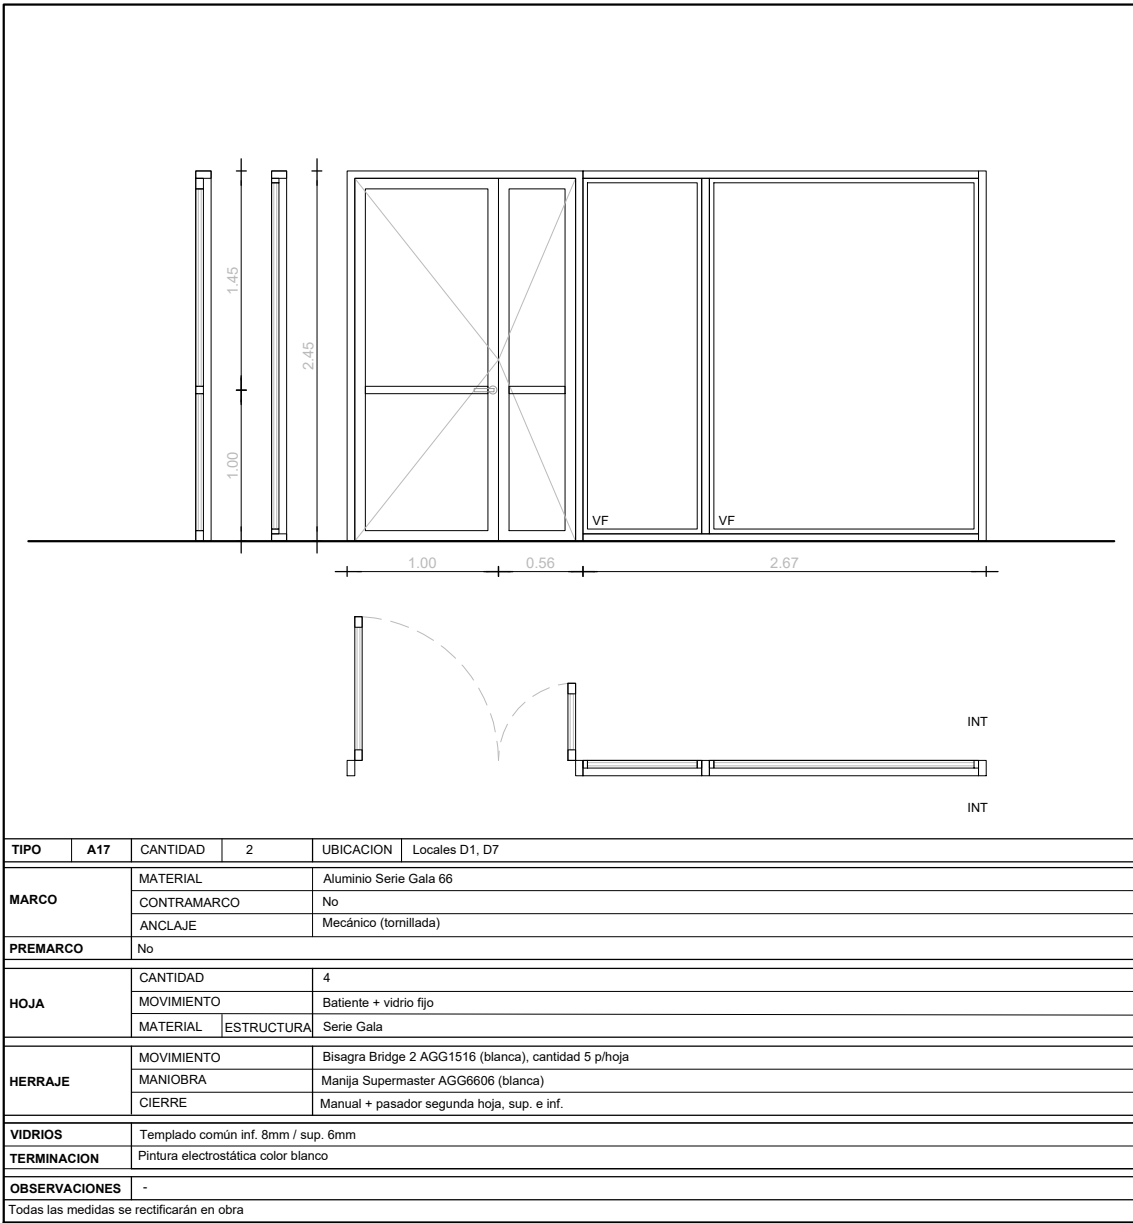 1.45
2.45
1.00
VF
VF
1.00
0.56
2.67
INT
INT
TIPO A17 CANTIDAD 2 UBICACION Locales D1, D7
MARCO
MATERIAL Aluminio Serie Gala 66
CONTRAMARCO No
ANCLAJE Mecánico (tornillada)
PREMARCO No
HOJA
CANTIDAD 4
MOVIMIENTO Batiente + vidrio fijo
MATERIAL ESTRUCTURA Serie Gala
HERRAJE
MOVIMIENTO Bisagra Bridge 2 AGG1516 (blanca), cantidad 5 p/hoja
MANIOBRA Manija Supermaster AGG6606 (blanca)
CIERRE Manual + pasador segunda hoja, sup. e inf.
VIDRIOS Templado común inf. 8mm / sup. 6mm
TERMINACION Pintura electrostática color blanco
OBSERVACIONES -
Todas las medidas se rectificarán en obra